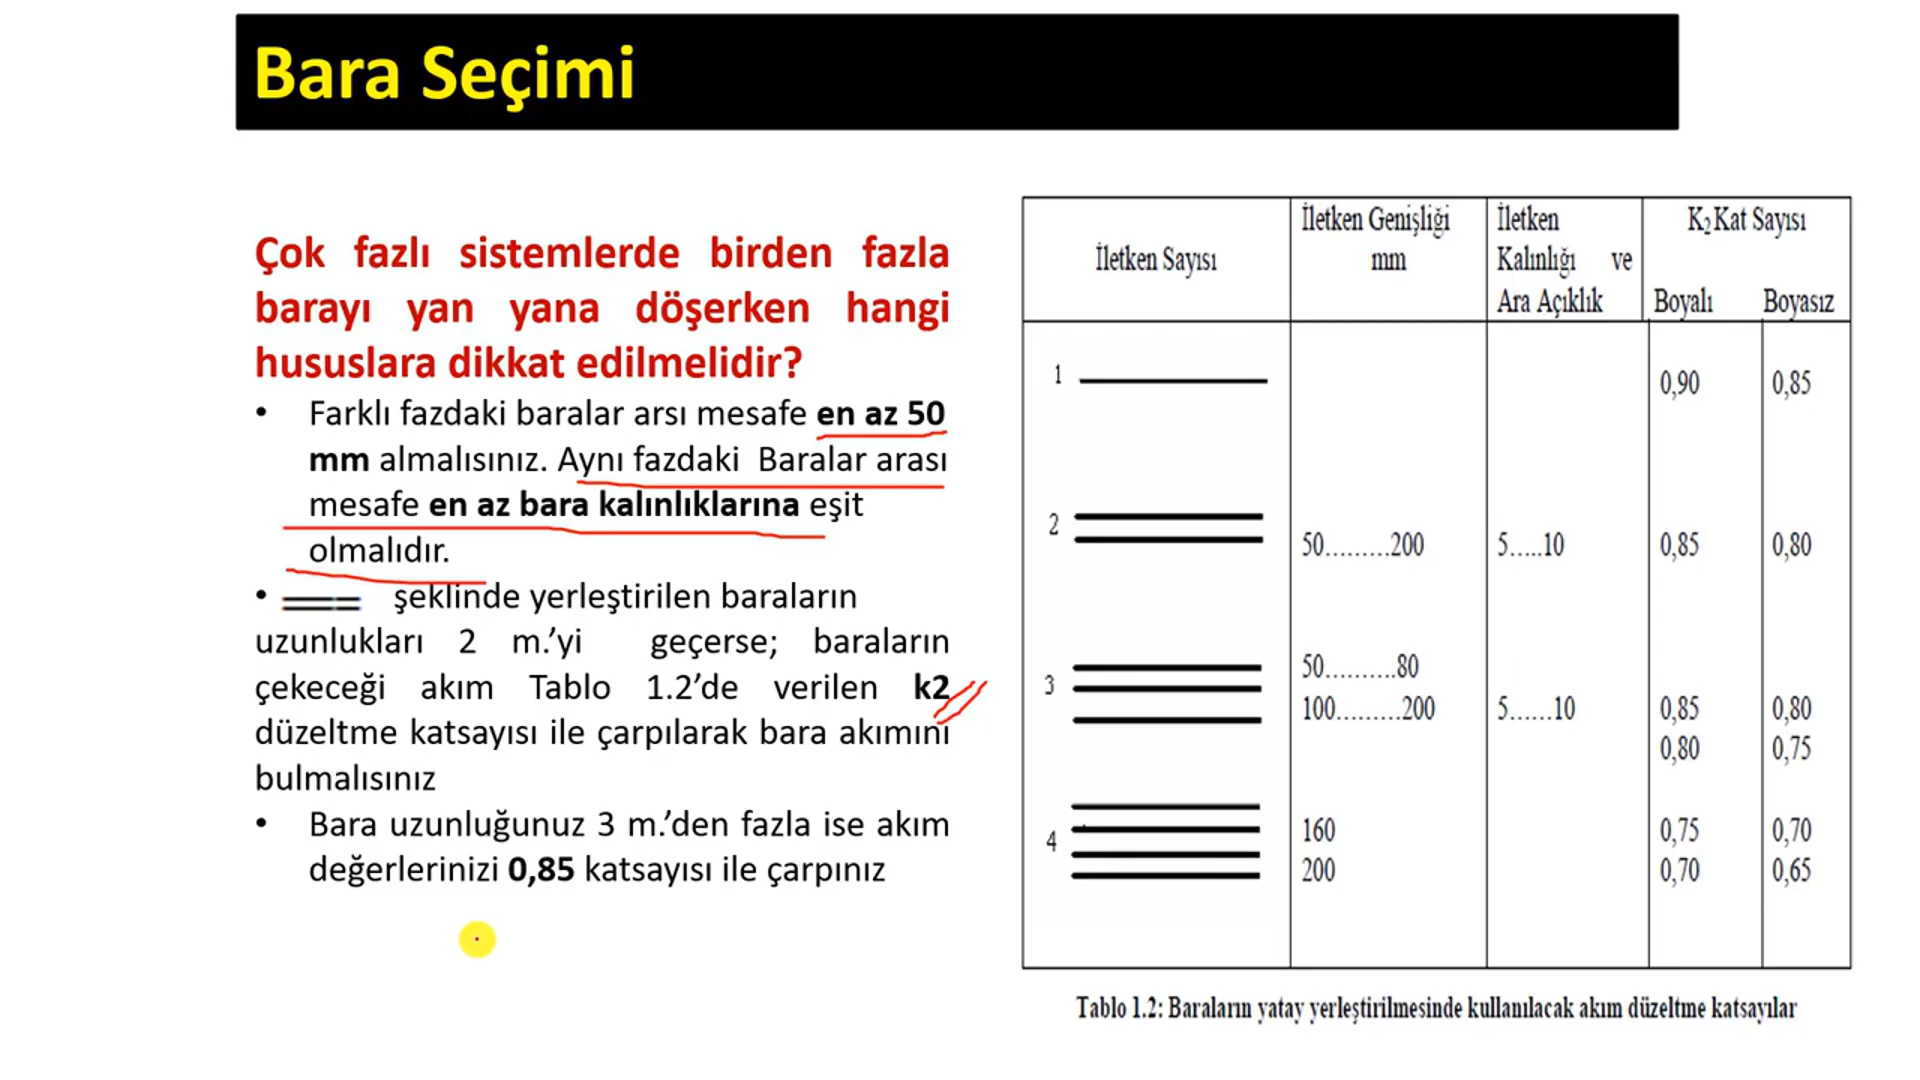 Bara Seçimi
Çok fazlı sistemlerde birden fazla
barayı yan yana döşerken hangi
hususlara dikkat edilmelidir?
• Farklı fazdaki baralar arsı mesafe en az 50
mm almalısınız. Aynı fazdaki Baralar arası
mesafe en az bara kalınlıklarına eşit
olmalıdır.
• şeklinde yerleştirilen baraların
uzunlukları 2 m.’yi geçerse; baraların
çekeceği akım Tablo 1.2’de verilen k2
düzeltme katsayısı ile çarpılarak bara akımını
bulmalısınız
• Bara uzunluğunuz 3 m.’den fazla ise akım
değerlerinizi 0,85 katsayısı ile çarpınız
İletken Sayısı
İletken Genişliği
mm
İletken
Kalınlığı ve
Ara Açıklık
K2 Kat Sayısı
Boyalı Boyasız
1 0,90 0,85
2 50.........200 5.....10 0,85 0,80
3 50..........80
100.........200 5......10 0,85 0,80
0,80 0,75
4 160 0,75 0,70
200 0,70 0,65
Tablo 1.2: Baraların yatay yerleştirilmesinde kullanılacak akım düzeltme katsayılar